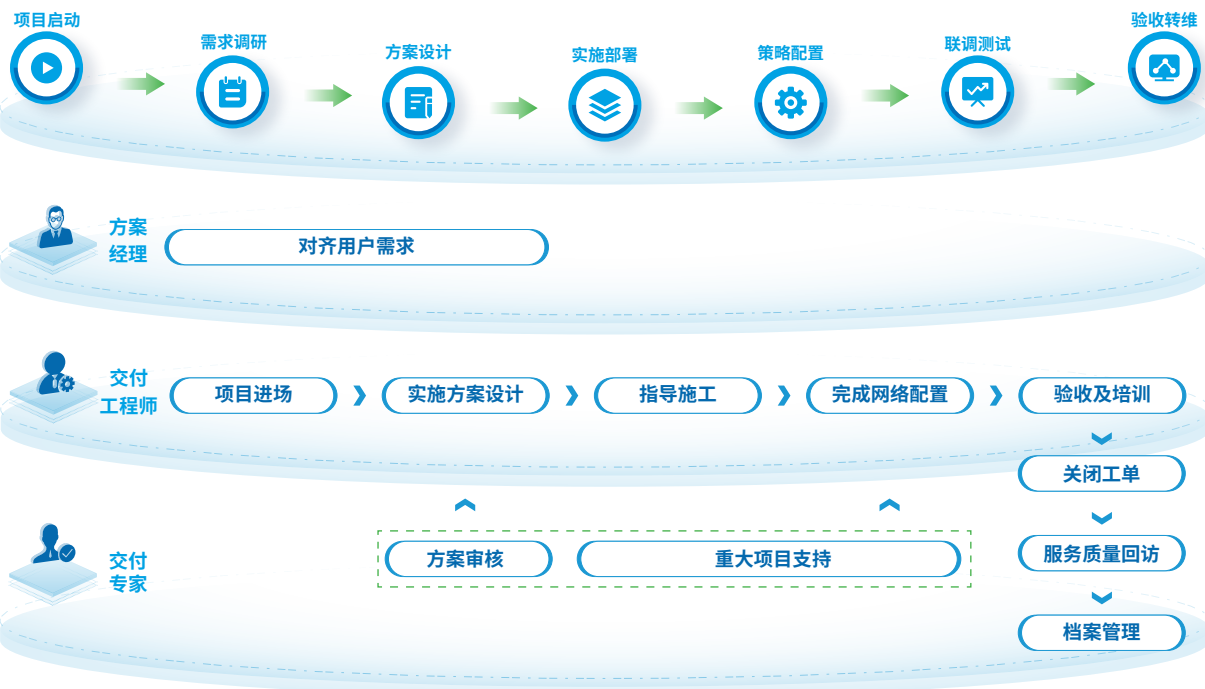 项目启动
需求调研
方案设计
实施部署
策略配置
联调测试
验收转维
方案
经理
对齐用户需求
交付
工程师
项目进场
实施方案设计
指导施工
完成网络配置
验收及培训
关闭工单
服务质量回访
档案管理
交付
专家
方案审核
重大项目支持